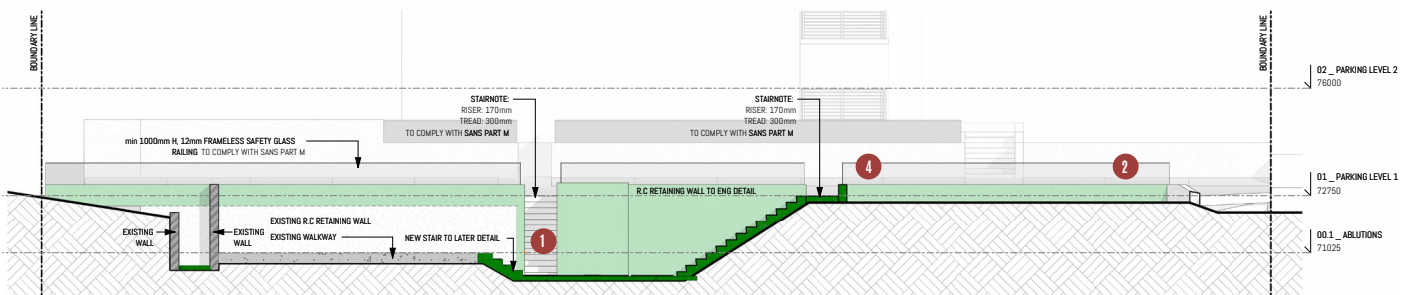 BOUNDARY LINE
BOUNDARY LINE
02 _ PARKING LEVEL 2
76000
STAIRNOTE:
RISER: 170mm
TREAD: 300mm
TO COMPLY WITH SANS PART M
STAIRNOTE:
RISER: 170mm
TREAD: 300mm
TO COMPLY WITH SANS PART M
min 1000mm H, 12mm FRAMELESS SAFETY GLASS
RAILING TO COMPLY WITH SANS PART M
4
2
01 _ PARKING LEVEL 1
72750
R.C RETAINING WALL TO ENG DETAIL
EXISTING R.C RETAINING WALL
EXISTING
WALL
EXISTING
WALL
EXISTING WALKWAY
NEW STAIR TO LATER DETAIL
1
00.1 _ ABLUTIONS
71025